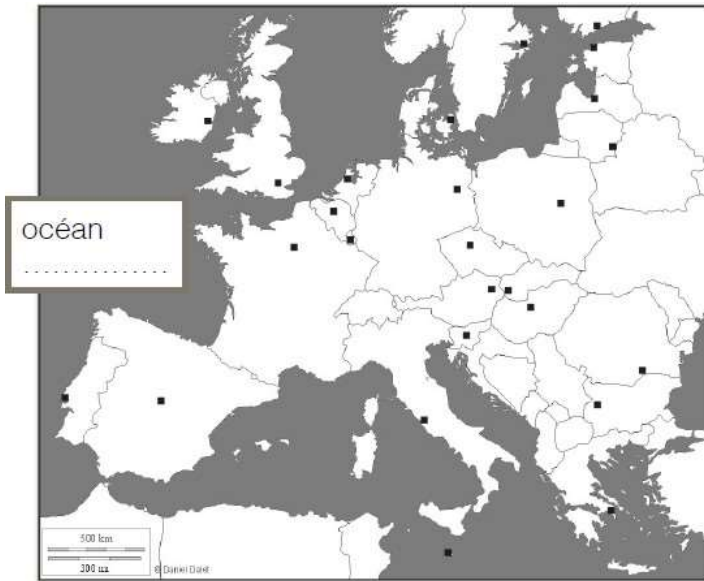 océan
...............
500 km
300 mi
© Daniel Dalet